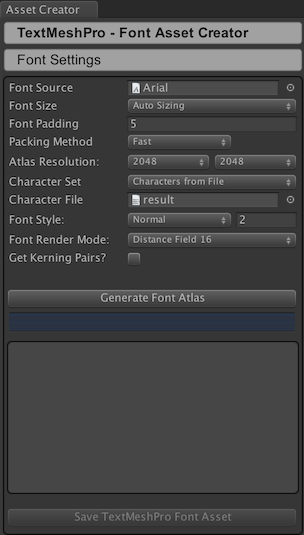 Asset Creator
TextMeshPro - Font Asset Creator
Font Settings
Font Source Arial
Font Size Auto Sizing
Font Padding 5
Packing Method Fast
Atlas Resolution: 2048 2048
Character Set Characters from File
Character File result
Font Style: Normal 2
Font Render Mode: Distance Field 16
Get Kerning Pairs?
Generate Font Atlas
Save TextMeshPro Font Asset